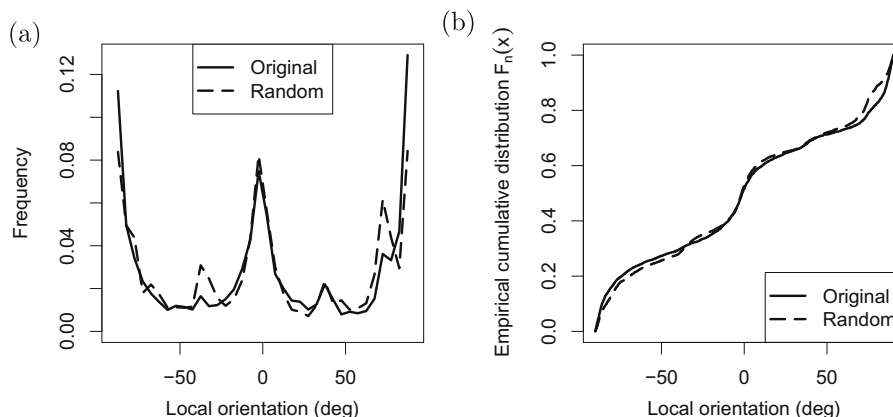 (a)
Original
Random
Frequency
0.00
0.04
0.08
0.12
−50
0
50
Local orientation (deg)
(b)
Original
Random
Empirical cumulative distribution Fn(x)
0.0
0.2
0.4
0.6
0.8
1.0
−50
0
50
Local orientation (deg)